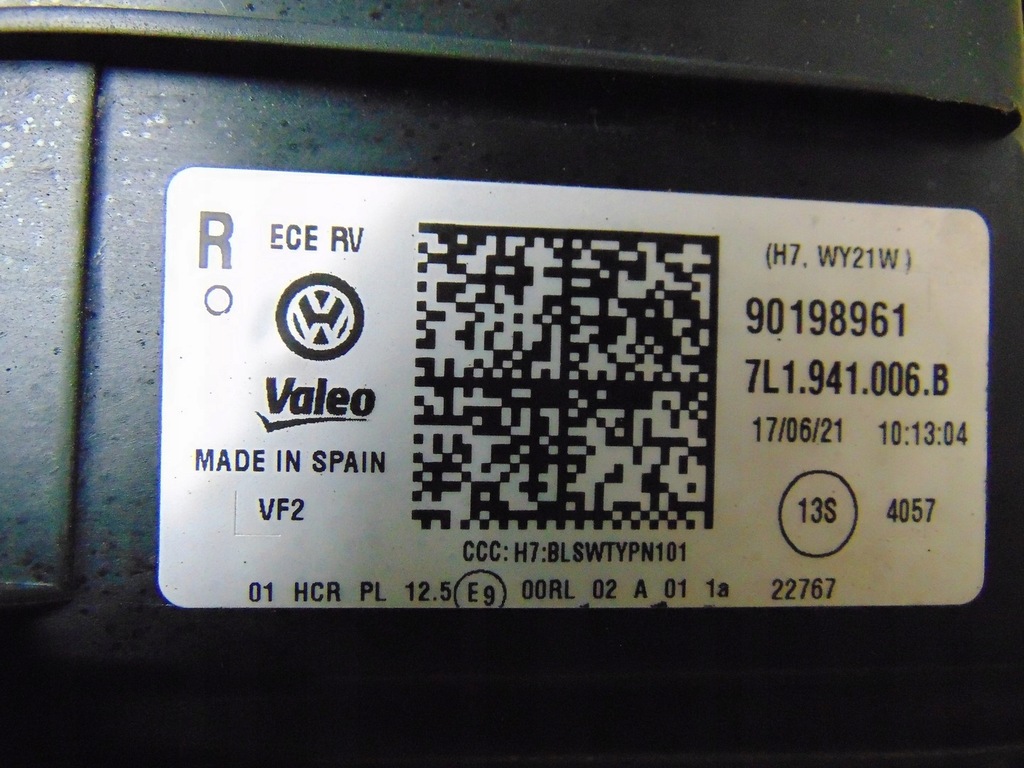 R
ECE RV
Valeo
MADE IN SPAIN
VF2
(H7, WY21W)
90198961
7L1.941.006.B
17/06/21 10:13:04
13S 4057
CCC: H7:BLSWTYPN101
01 HCR PL 12.5 E9 00RL 02 A 01 1a 22767